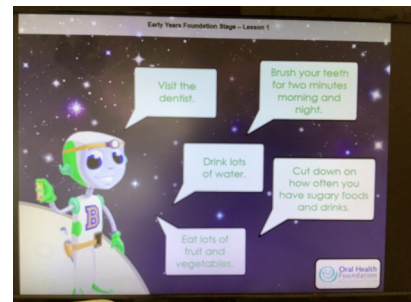 Early Years Foundation Stage – Lesson 1
Visit the
dentist.
Brush your teeth
for two minutes
morning and
night.
Drink lots
of water.
Cut down on
how often you
have sugary foods
and drinks.
Eat lots of
fruit and
vegetables.
B
Oral Health
Foundation